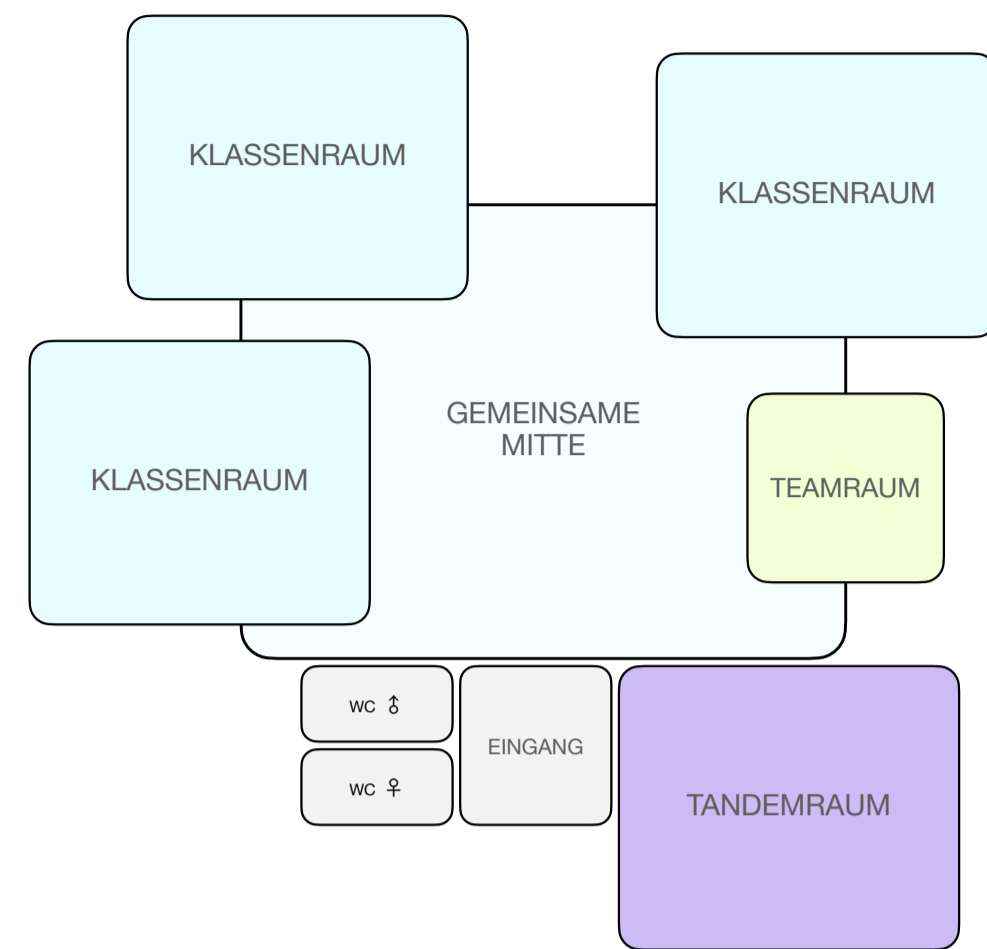 KLASSENRAUM
KLASSENRAUM
GEMEINSAME
MITTE
KLASSENRAUM
TEAMRAUM
WC ⚨
EINGANG
WC ♀
TANDEMRAUM